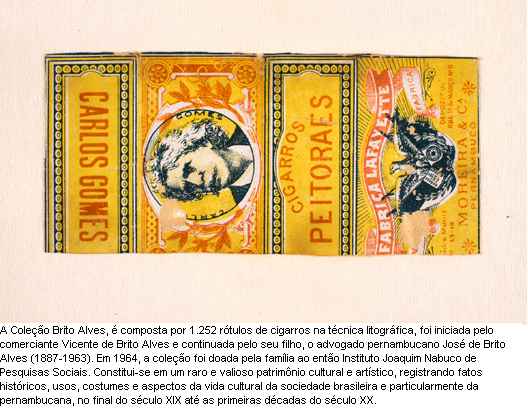 CARLOS GOMES
GOMES
CARLOS
CIGARROS
PEITORAES
FABRICA LAFAYETTE
FABRICA
MOREIRA & Cª
PERNAMBUCO
A Coleção Brito Alves, é composta por 1.252 rótulos de cigarros na técnica litográfica, foi iniciada pelo
comerciante Vicente de Brito Alves e continuada pelo seu filho, o advogado pernambucano José de Brito
Alves (1887-1963). Em 1964, a coleção foi doada pela família ao então Instituto Joaquim Nabuco de
Pesquisas Sociais. Constitui-se em um raro e valioso patrimônio cultural e artístico, registrando fatos
históricos, usos, costumes e aspectos da vida cultural da sociedade brasileira e particularmente da
pernambucana, no final do século XIX até as primeiras décadas do século XX.